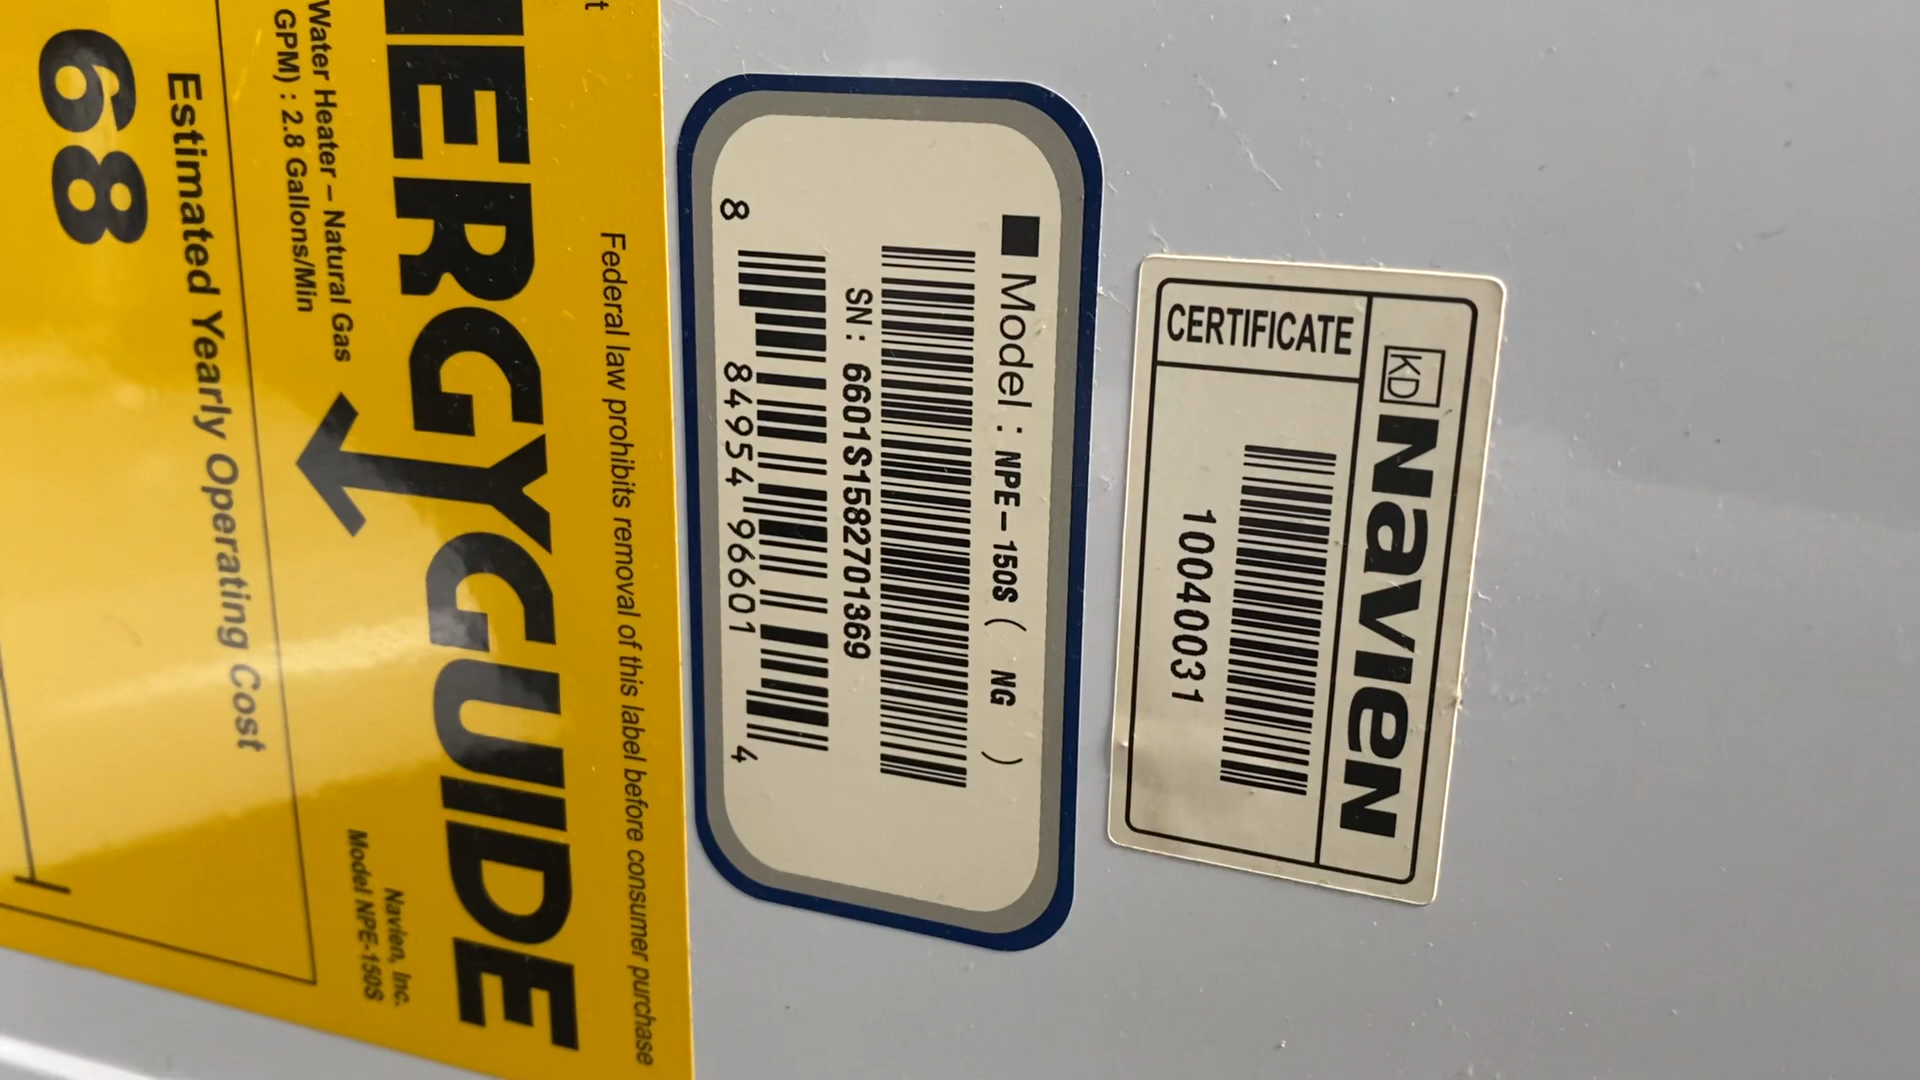 Federal law prohibits removal of this label before consumer purchase
ERGYGUIDE
Water Heater – Natural Gas
GPM) : 2.8 Gallons/Min
Navien, Inc.
Model NPE-150S
Estimated Yearly Operating Cost
68
■ Model : NPE-150S ( NG )
SN: 6601S1582701369
8 84954 96601 4
KD Navien
CERTIFICATE
10040031